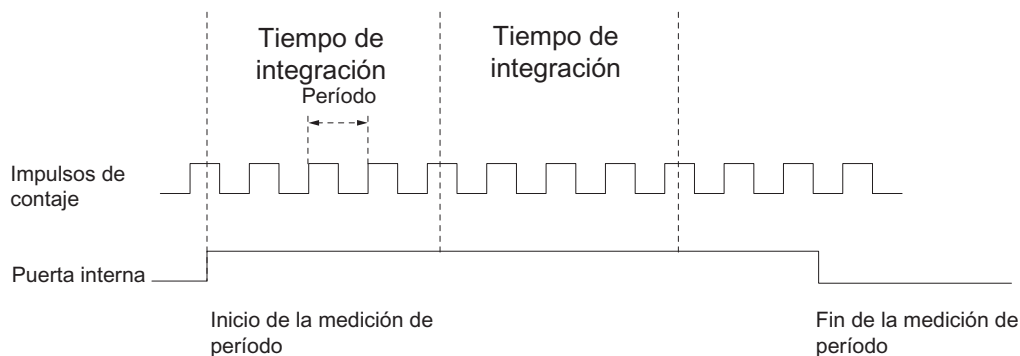 Tiempo de
integración
Tiempo de
integración
Período
Impulsos de
contaje
Puerta interna
Inicio de la medición de
período
Fin de la medición de
período